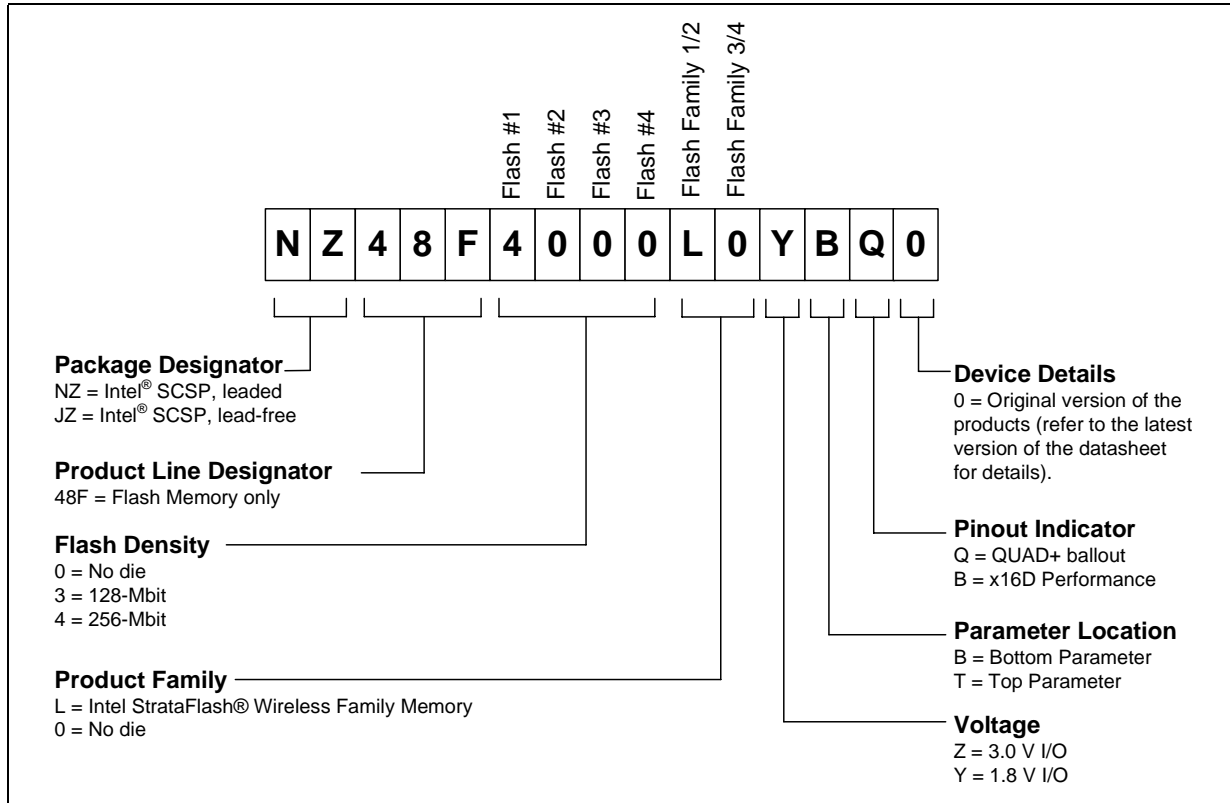 Flash #1
Flash #2
Flash #3
Flash #4
Flash Family 1/2
Flash Family 3/4
N Z 4 8 F 4 0 0 0 L 0 Y B Q 0
Package Designator
NZ = Intel® SCSP, leaded
JZ = Intel® SCSP, lead-free
Product Line Designator
48F = Flash Memory only
Flash Density
0 = No die
3 = 128-Mbit
4 = 256-Mbit
Product Family
L = Intel StrataFlash® Wireless Family Memory
0 = No die
Device Details
0 = Original version of the
products (refer to the latest
version of the datasheet
for details).
Pinout Indicator
Q = QUAD+ ballout
B = x16D Performance
Parameter Location
B = Bottom Parameter
T = Top Parameter
Voltage
Z = 3.0 V I/O
Y = 1.8 V I/O